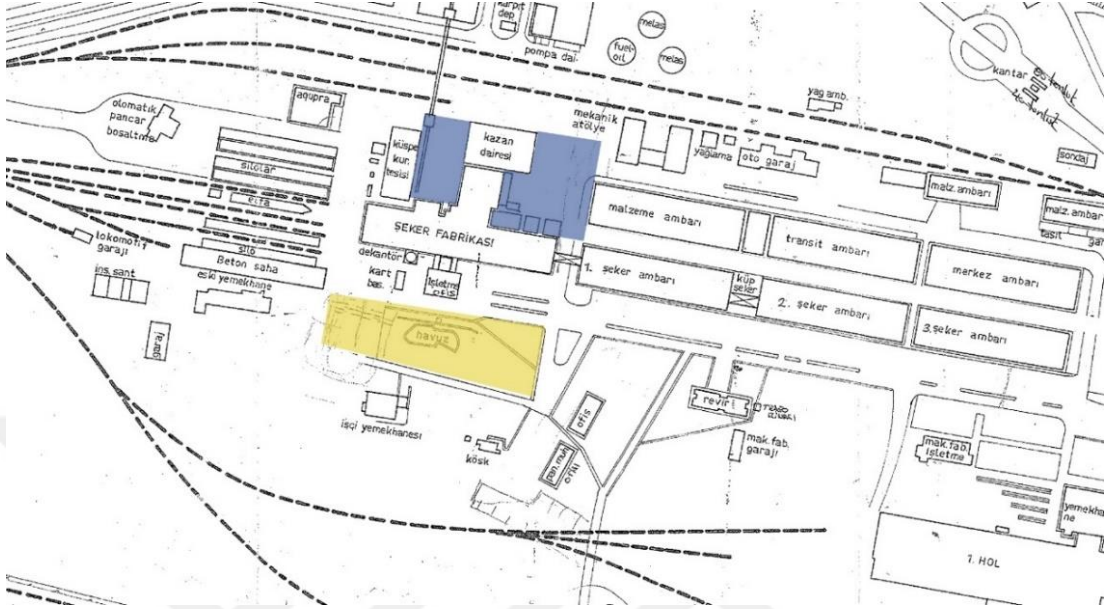 karpit
dep
pompa dai-
melas
fuel-
oil
melas
kantar
yag amb.
otomatik
pancar
boşaltma
aqupra
küspe
kur.
tesisi
kazan
dairesi
mekanik
atölye
yağlama
oto garaj
sondaj
silolar
elfa
malz.ambarı
malz.ambarı
malzeme ambarı
transit ambarı
merkez ambarı
ŞEKER FABRİKASI
lokomotif
garajı
silo
Beton saha
eski yemekhane
ins. sant
garaj
dekantör
kart
bas.
işletme
ofis
1. şeker ambarı
küp
şeker
2. şeker ambarı
3.şeker ambarı
havuz
işçi yemekhanesi
köşk
ofis
revir
mak.fab.
garajı
mak.fab.
işletme
yemekha-
ne
1. HOL